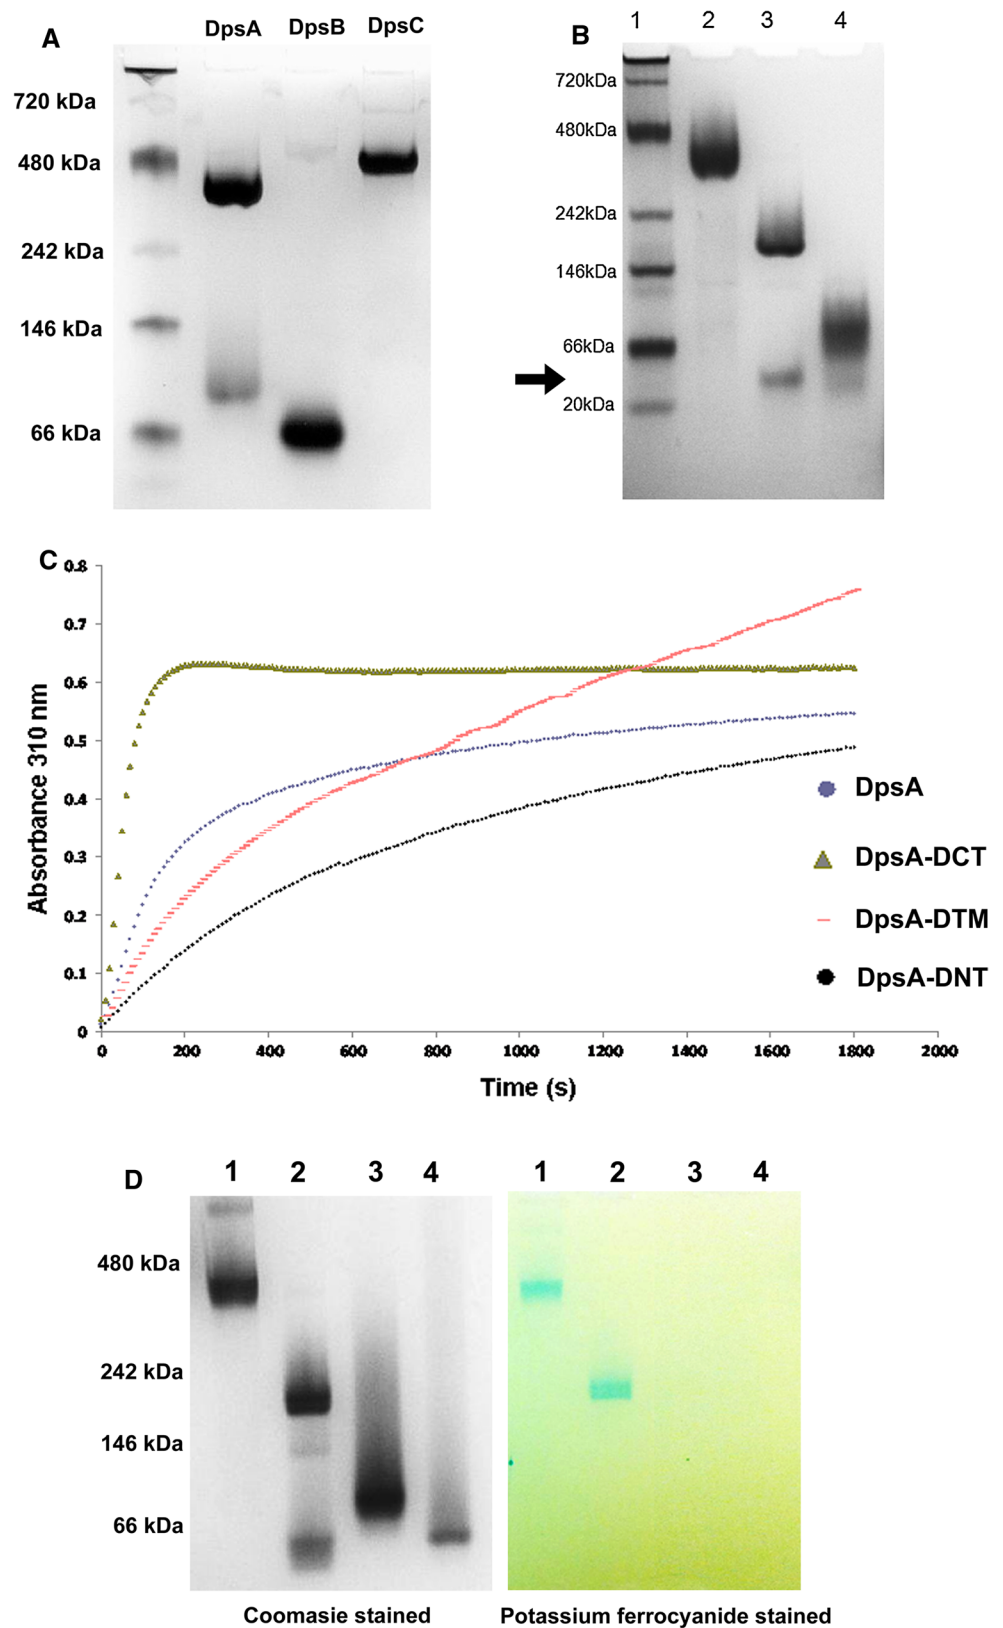 A
DpsA DpsB DpsC
720 kDa
480 kDa
242 kDa
146 kDa
66 kDa
B
1 2 3 4
720kDa
480kDa
242kDa
146kDa
66kDa
20kDa
C
0.8
0.7
0.6
0.5
0.4
0.3
0.2
0.1
0
Absorbance 310 nm
0 200 400 600 800 1000 1200 1400 1600 1800 2000
Time (s)
DpsA
DpsA-DCT
DpsA-DTM
DpsA-DNT
D
1 2 3 4
1 2 3 4
480 kDa
242 kDa
146 kDa
66 kDa
Coomasie stained
Potassium ferrocyanide stained